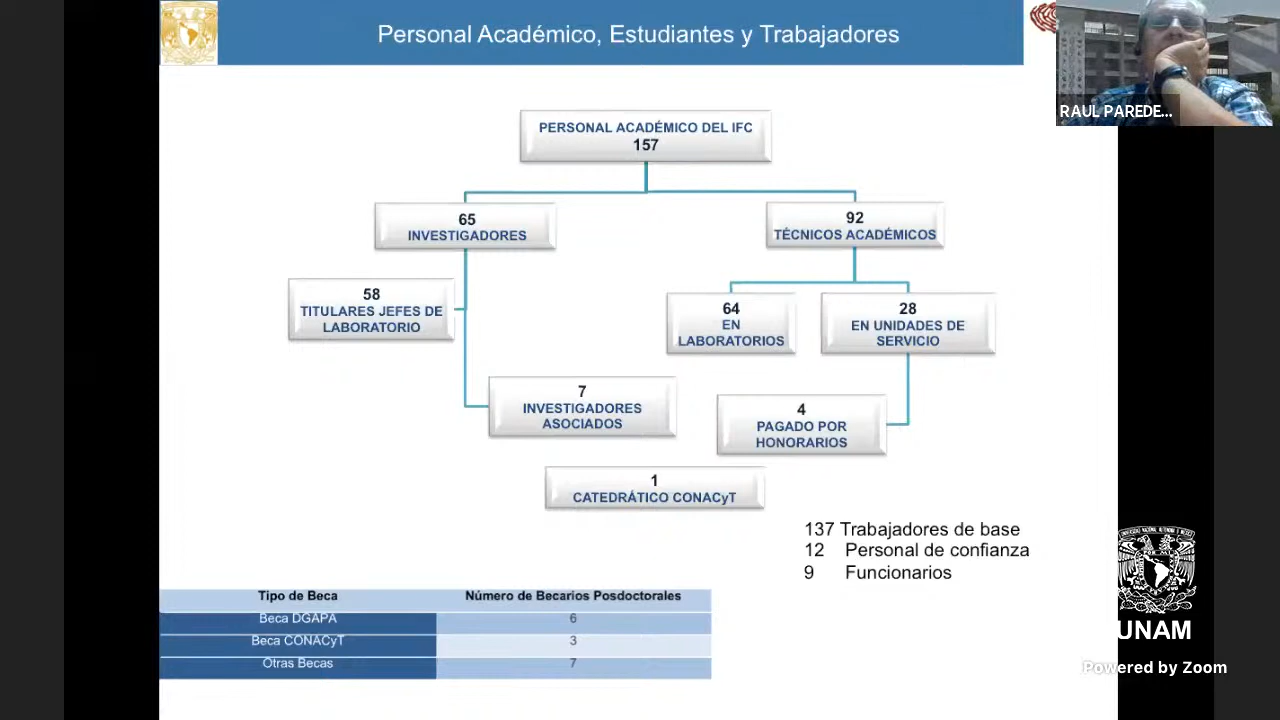 Personal Académico, Estudiantes y Trabajadores
RAUL PAREDE...
PERSONAL ACADÉMICO DEL IFC
157
65
INVESTIGADORES
92
TÉCNICOS ACADÉMICOS
58
TITULARES JEFES DE
LABORATORIO
64
EN
LABORATORIOS
28
EN UNIDADES DE
SERVICIO
7
INVESTIGADORES
ASOCIADOS
4
PAGADO POR
HONORARIOS
1
CATEDRÁTICO CONACyT
137 Trabajadores de base
12 Personal de confianza
9 Funcionarios
Tipo de Beca Número de Becarios Posdoctorales
Beca DGAPA 6
Beca CONACyT 3
Otras Becas 7
UNAM
Powered by Zoom